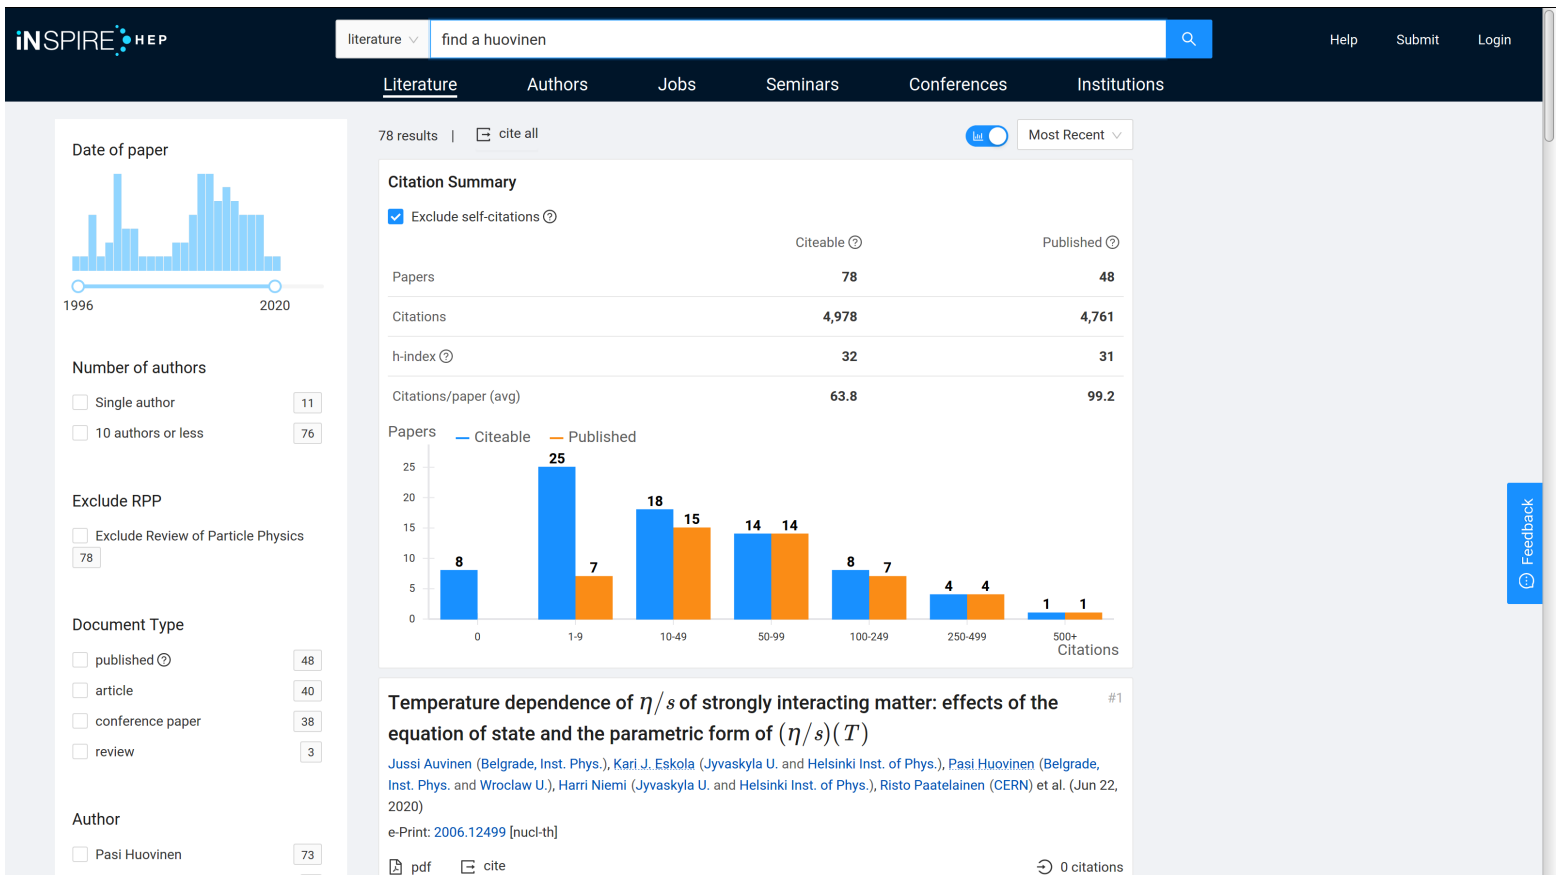 iNSPIRE HEP
literature find a huovinen
Help Submit Login
Literature Authors Jobs Seminars Conferences Institutions
Date of paper
1996 2020
Number of authors
Single author 11
10 authors or less 76
Exclude RPP
Exclude Review of Particle Physics
78
Document Type
published 48
article 40
conference paper 38
review 3
Author
Pasi Huovinen 73
78 results | cite all Most Recent
Citation Summary
Exclude self-citations
Citeable Published
Papers 78 48
Citations 4,978 4,761
h-index 32 31
Citations/paper (avg) 63.8 99.2
Papers Citeable Published
25
20
15
10
5
0
8
25 7
18 15
14 14
8 7
4 4
1 1
0 1-9 10-49 50-99 100-249 250-499 500+
Citations
Temperature dependence of η/s of strongly interacting matter: effects of the #1
equation of state and the parametric form of (η/s)(T)
Jussi Auvinen (Belgrade, Inst. Phys.), Kari J. Eskola (Jyvaskyla U. and Helsinki Inst. of Phys.), Pasi Huovinen (Belgrade,
Inst. Phys. and Wroclaw U.), Harri Niemi (Jyvaskyla U. and Helsinki Inst. of Phys.), Risto Paatelainen (CERN) et al. (Jun 22,
2020)
e-Print: 2006.12499 [nucl-th]
pdf cite 0 citations
Feedback